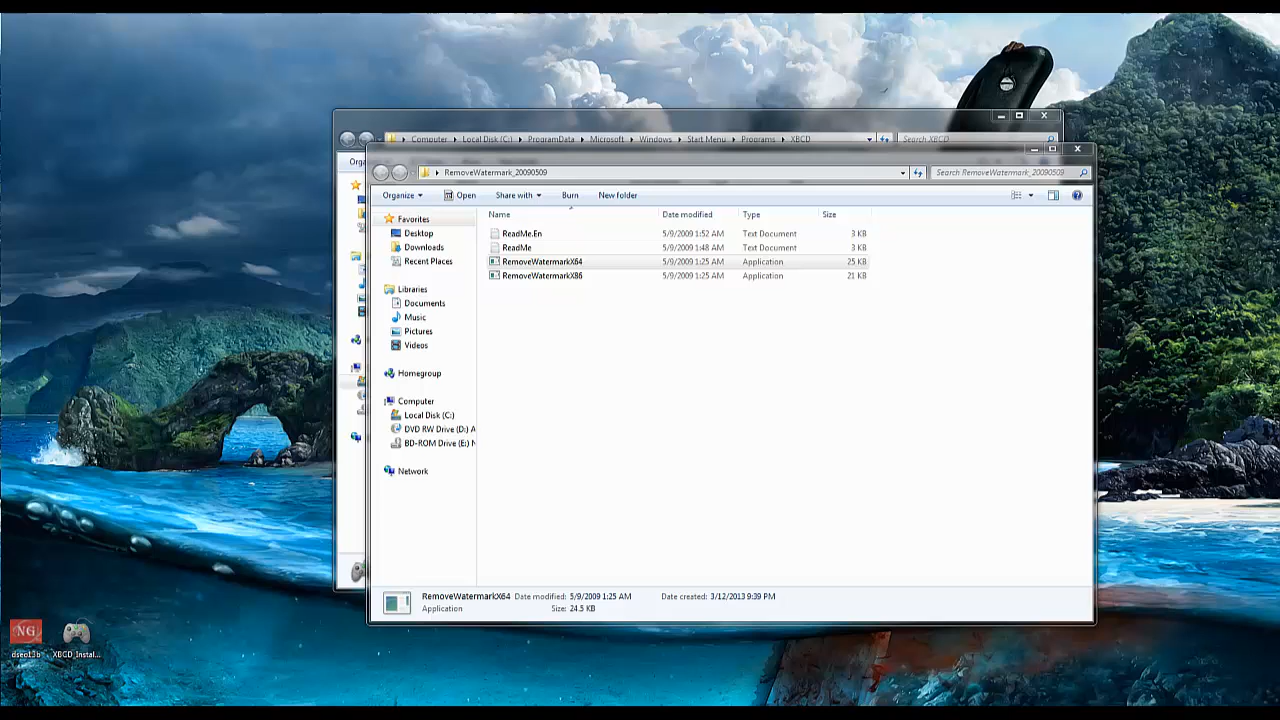 Computer Local Disk (C:) ProgramData Microsoft Windows Start Menu Programs XBCD Search XBCD
RemoveWatermark_20090509 Search RemoveWatermark_20090509
Orga
Organize Open Share with Burn New folder
Name Date modified Type Size
Favorites
Desktop
Downloads
Recent Places
Libraries
Documents
Music
Pictures
Videos
Homegroup
Computer
Local Disk (C:)
DVD RW Drive (D:) A
BD-ROM Drive (E:) N
Network
ReadMe.En 5/9/2009 1:52 AM Text Document 3 KB
ReadMe 5/9/2009 1:48 AM Text Document 3 KB
RemoveWatermarkX64 5/9/2009 1:25 AM Application 25 KB
RemoveWatermarkX86 5/9/2009 1:25 AM Application 21 KB
RemoveWatermarkX64 Date modified: 5/9/2009 1:25 AM Date created: 3/12/2013 9:39 PM
Application Size: 24.5 KB
NG
dseo13b
XBCD_Instal...